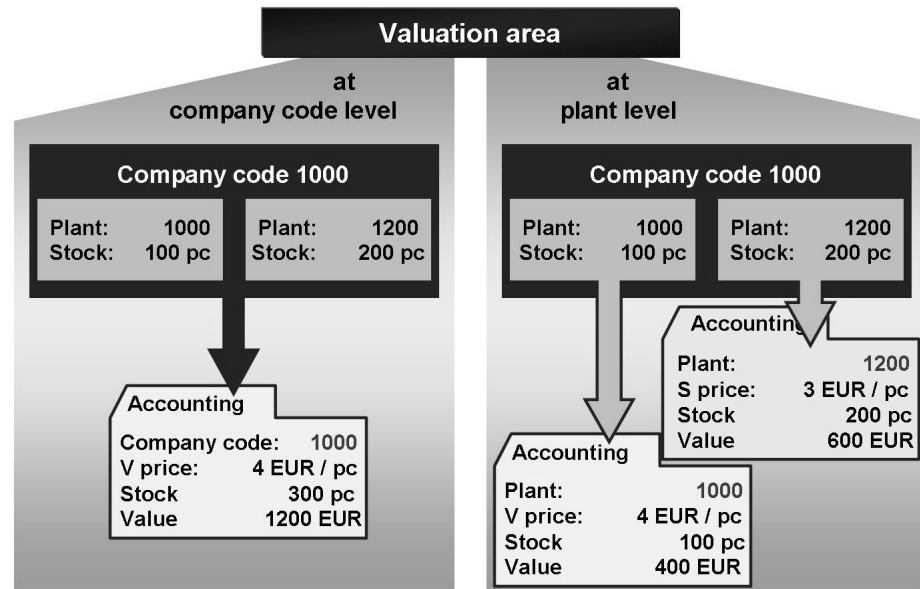 Valuation area
at
company code level
Company code 1000
Plant: 1000
Stock: 100 pc
Plant: 1200
Stock: 200 pc
Accounting
Company code: 1000
V price: 4 EUR / pc
Stock 300 pc
Value 1200 EUR
at
plant level
Company code 1000
Plant: 1000
Stock: 100 pc
Plant: 1200
Stock: 200 pc
Accounting
Plant: 1200
S price: 3 EUR / pc
Stock 200 pc
Value 600 EUR
Accounting
Plant: 1000
V price: 4 EUR / pc
Stock 100 pc
Value 400 EUR